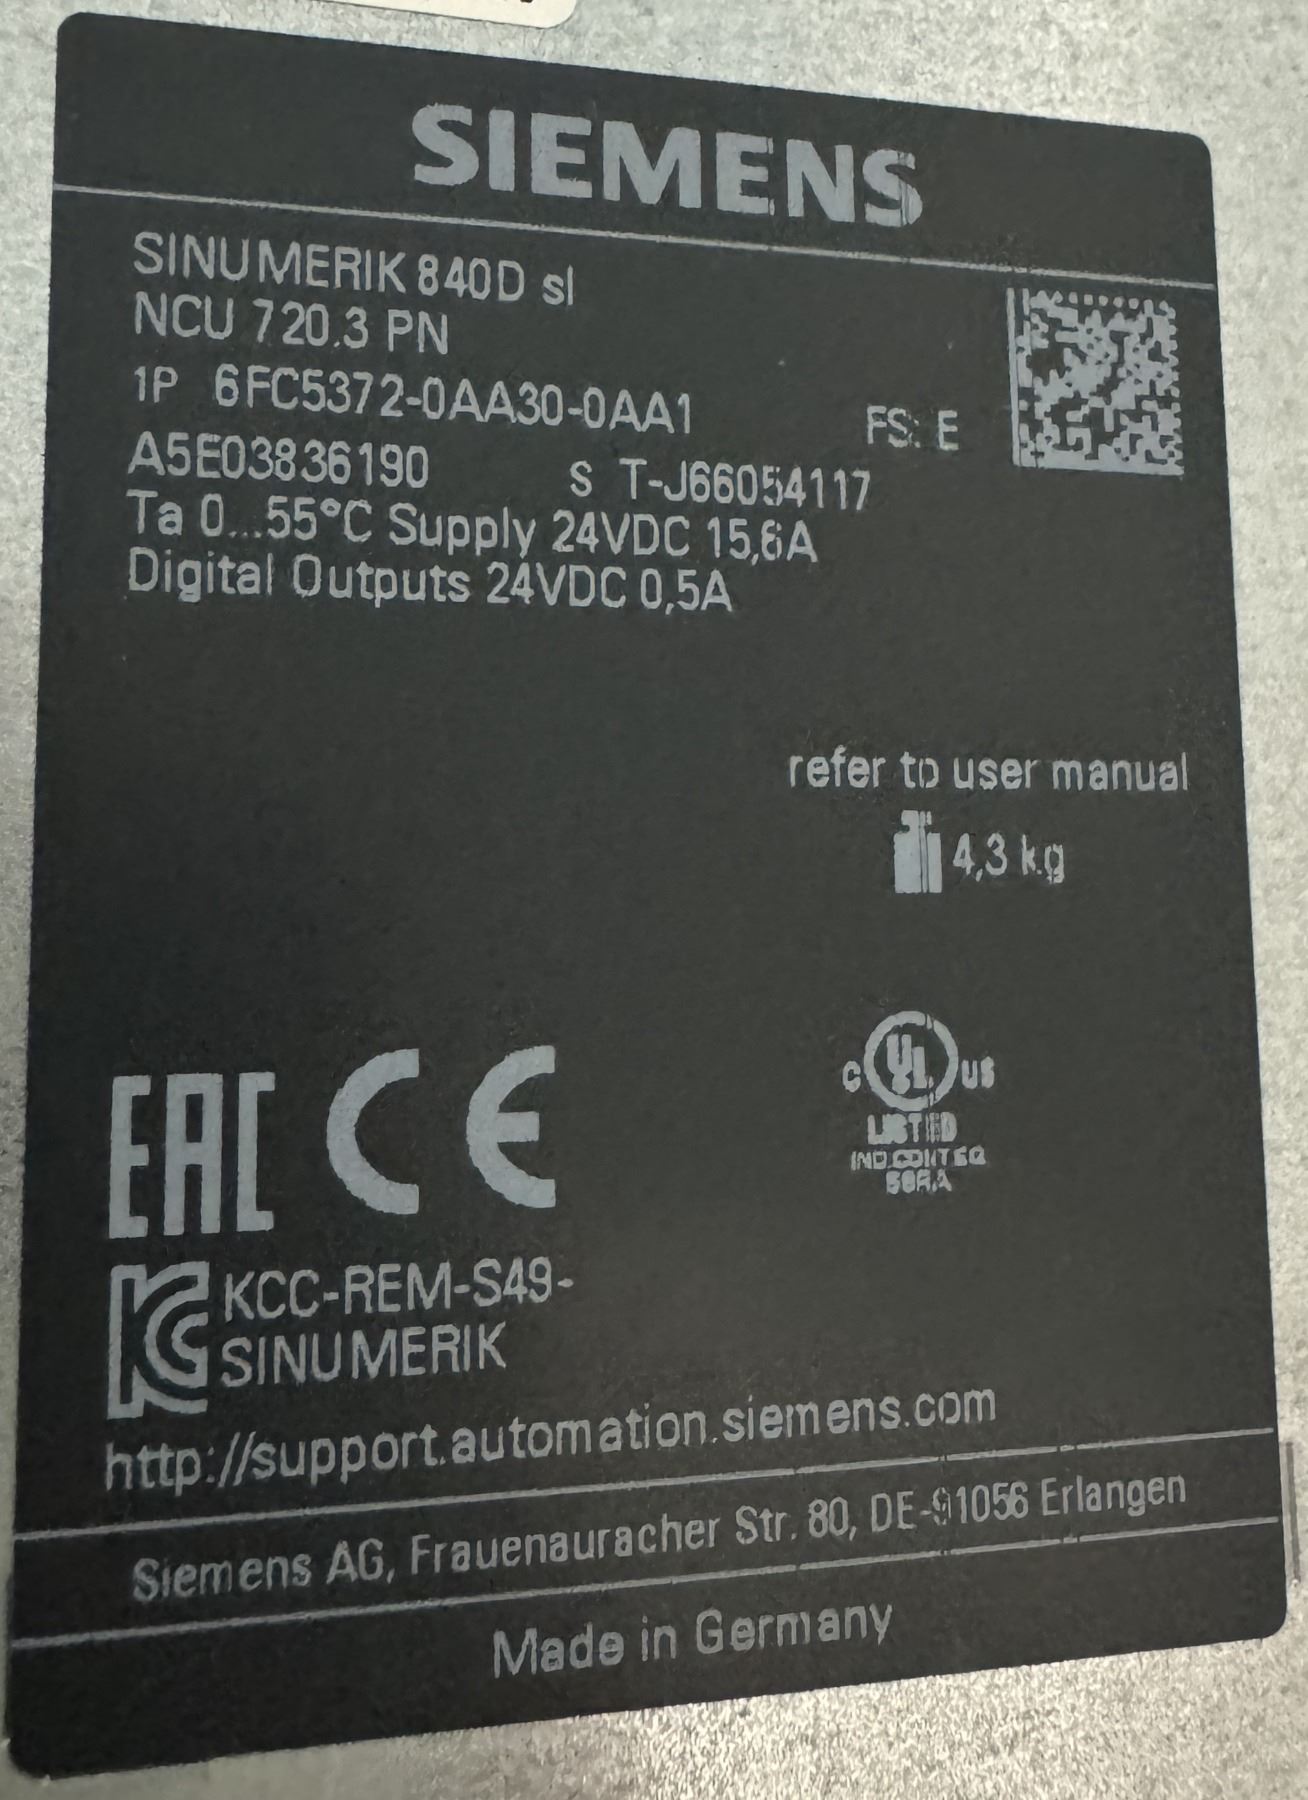 SIEMENS
SINUMERIK 840D sl
NCU 720.3 PN
1P 6FC5372-0AA30-0AA1
FS: E
A5E03836190 S T-J66054117
Ta 0...55°C Supply 24VDC 15,6A
Digital Outputs 24VDC 0,5A
refer to user manual
4,3 kg
EAC CE
C UL US
LISTED
IND.CONT.EQ
KCC-REM-S49-
SINUMERIK
http://support.automation.siemens.com
Siemens AG, Frauenauracher Str. 80, DE-91056 Erlangen
Made in Germany